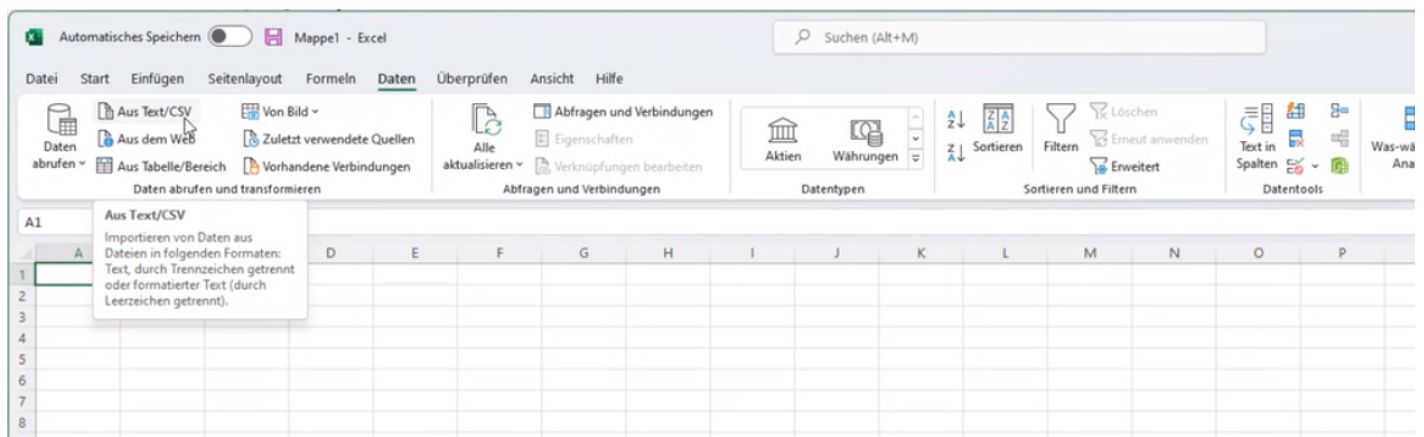 Automatisches Speichern Mappe1 - Excel Suchen (Alt+M)
Datei Start Einfügen Seitenlayout Formeln Daten Überprüfen Ansicht Hilfe
Daten abrufen
Aus Text/CSV
Aus dem Web
Aus Tabelle/Bereich
Von Bild
Zuletzt verwendete Quellen
Vorhandene Verbindungen
Daten abrufen und transformieren
Alle
aktualisieren
Abfragen und Verbindungen
Eigenschaften
Verknüpfungen bearbeiten
Abfragen und Verbindungen
Aktien Währungen
Datentypen
Sortieren
Filtern
Löschen
Erneut anwenden
Erweitert
Sortieren und Filtern
Text in
Spalten
Datentools
Was-wä
Ana
A1
Aus Text/CSV
Importieren von Daten aus
Dateien in folgenden Formaten:
Text, durch Trennzeichen getrennt
oder formatierter Text (durch
Leerzeichen getrennt).
A D E F G H I J K L M N O P
1
2
3
4
5
6
7
8